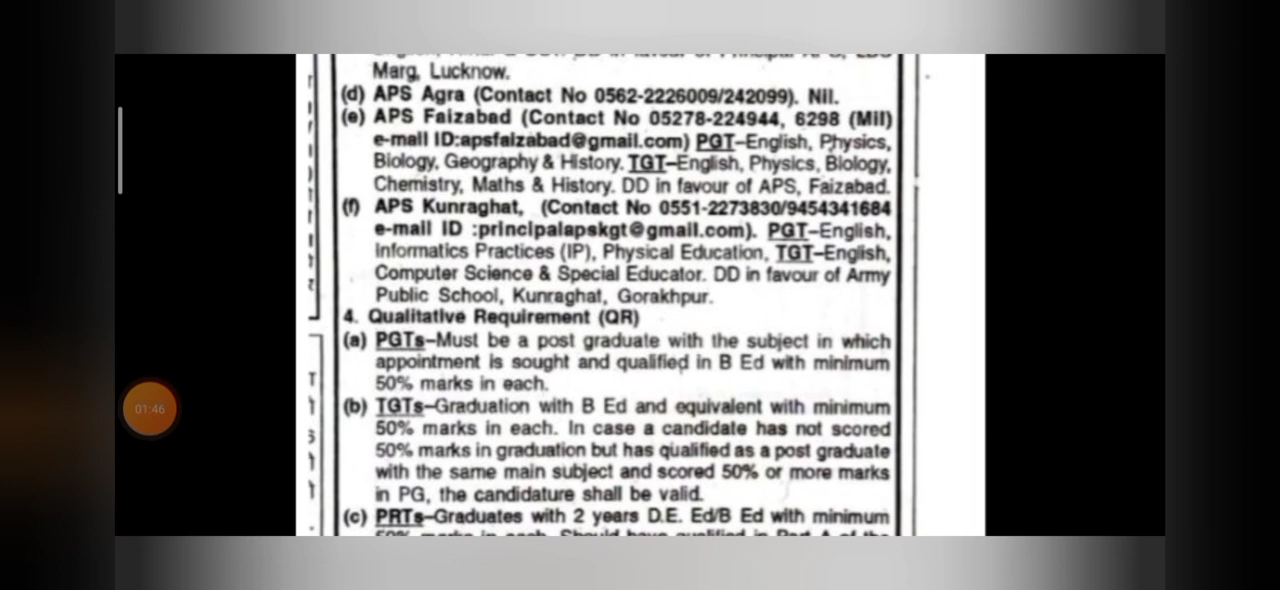 Marg, Lucknow.
(d) APS Agra (Contact No 0562-2226009/242099). Nil.
(e) APS Faizabad (Contact No 05278-224944, 6298 (Mil)
e-mail ID:apsfaizabad@gmail.com) PGT–English, Physics,
Biology, Geography & History. TGT–English, Physics, Biology,
Chemistry, Maths & History. DD in favour of APS, Faizabad.
(f) APS Kunraghat, (Contact No 0551-2273830/9454341684
e-mail ID :principalapskgt@gmail.com). PGT–English,
Informatics Practices (IP), Physical Education, TGT–English,
Computer Science & Special Educator. DD in favour of Army
Public School, Kunraghat, Gorakhpur.
4. Qualitative Requirement (QR)
(a) PGTs–Must be a post graduate with the subject in which
appointment is sought and qualified in B Ed with minimum
50% marks in each.
(b) TGTs–Graduation with B Ed and equivalent with minimum
50% marks in each. In case a candidate has not scored
50% marks in graduation but has qualified as a post graduate
with the same main subject and scored 50% or more marks
in PG, the candidature shall be valid.
(c) PRTs–Graduates with 2 years D.E. Ed/B Ed with minimum
01:46